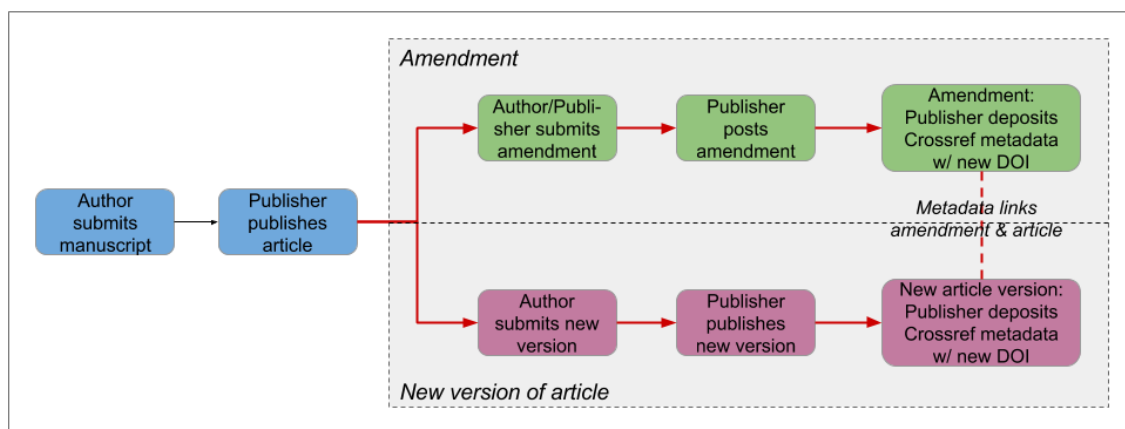 Amendment
Author/Publi-
sher submits
amendment
Publisher
posts
amendment
Amendment:
Publisher deposits
Crossref metadata
w/ new DOI
Author
submits
manuscript
Publisher
publishes
article
Metadata links
amendment & article
Author
submits new
version
Publisher
publishes
new version
New article version:
Publisher deposits
Crossref metadata
w/ new DOI
New version of article